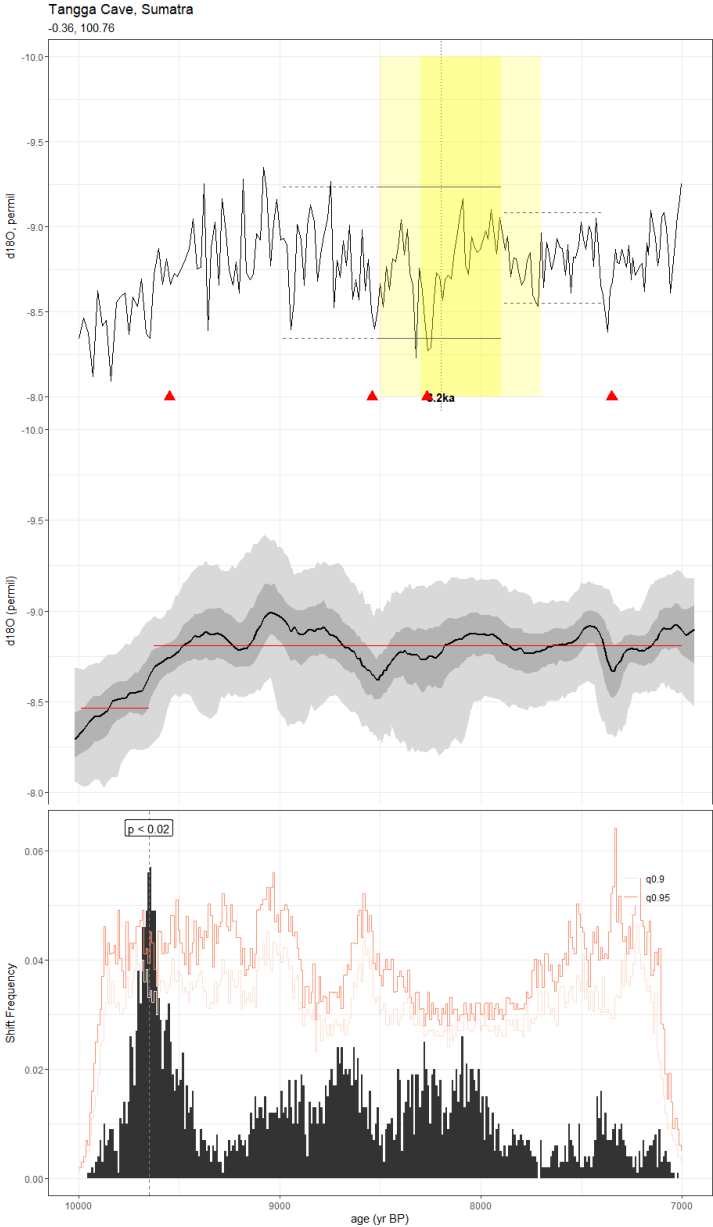 Tangga Cave, Sumatra
-0.36, 100.76
-10.0
-9.5
-9.0
-8.5
-8.0
d18O, permil
8.2ka
-10.0
-9.5
-9.0
-8.5
-8.0
d18O (permil)
p < 0.02
q0.9
q0.95
0.06
0.04
0.02
0.00
Shift Frequency
10000 9000 8000 7000
age (yr BP)